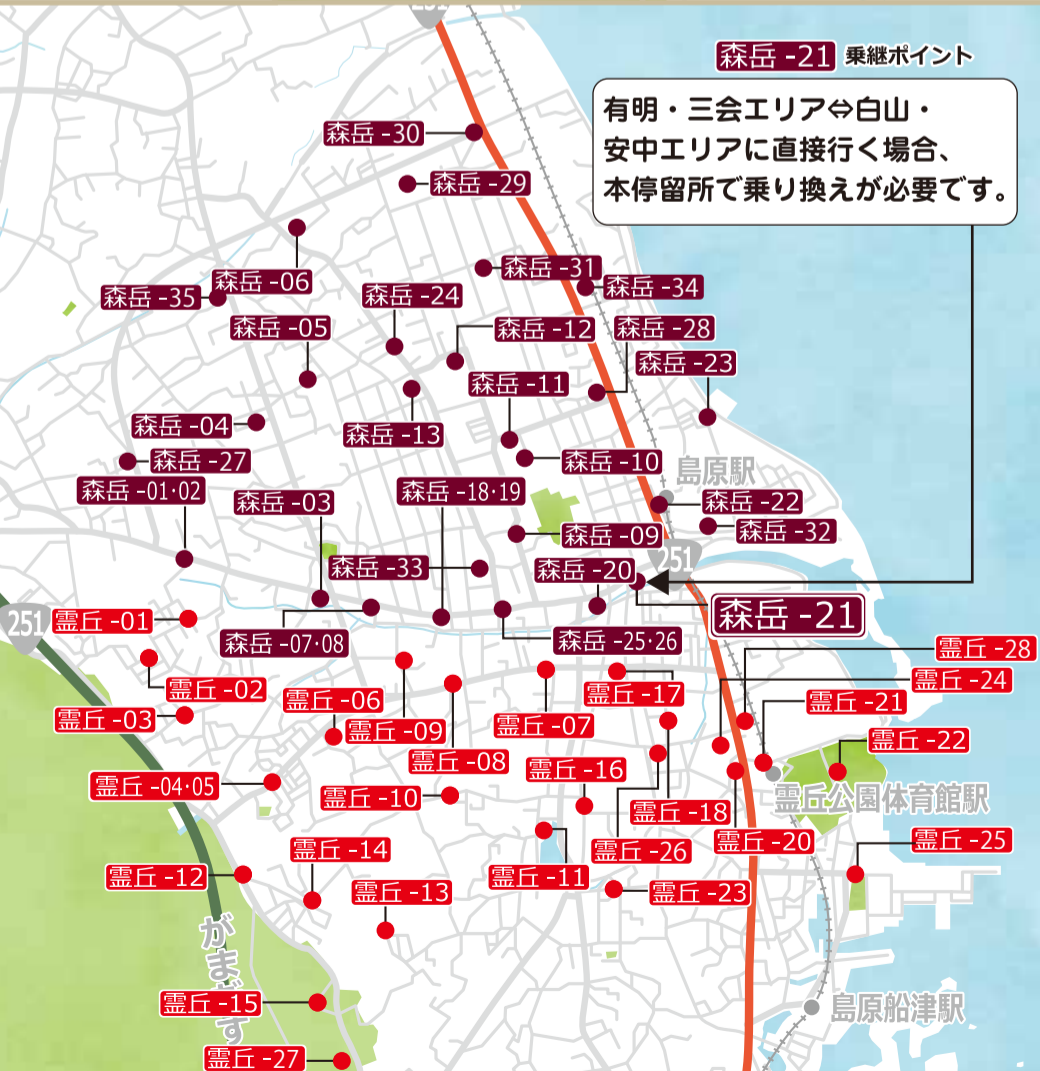 251
森岳 -21 乗継ポイント
有明・三会エリア⇔白山・
安中エリアに直接行く場合、
本停留所で乗り換えが必要です。
森岳 -30
森岳 -29
森岳 -31
森岳 -06
森岳 -35
森岳 -34
森岳 -24
森岳 -05
森岳 -12
森岳 -28
森岳 -23
森岳 -11
森岳 -04
森岳 -13
森岳 -27
森岳 -10
島原駅
森岳 -01・02
森岳 -03
森岳 -18・19
森岳 -22
森岳 -32
森岳 -09
251
森岳 -33
森岳 -20
森岳 -21
251
霊丘 -01
森岳 -07・08
森岳 -25・26
霊丘 -28
霊丘 -24
霊丘 -02
霊丘 -17
霊丘 -06
霊丘 -21
霊丘 -03
霊丘 -09
霊丘 -07
霊丘 -22
霊丘 -08
霊丘 -16
霊丘 -04・05
霊丘 -10
霊丘公園体育館駅
霊丘 -18
霊丘 -20
霊丘 -25
霊丘 -14
霊丘 -26
霊丘 -12
霊丘 -11
霊丘 -13
霊丘 -23
がまだす
霊丘 -15
島原船津駅
霊丘 -27